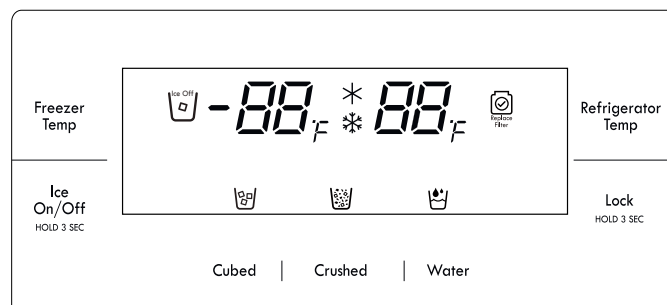 Ice Off
-88°F
88°F
Replace
Filter
Freezer
Temp
Refrigerator
Temp
Ice
On/Off
HOLD 3 SEC
Lock
HOLD 3 SEC
Cubed | Crushed | Water